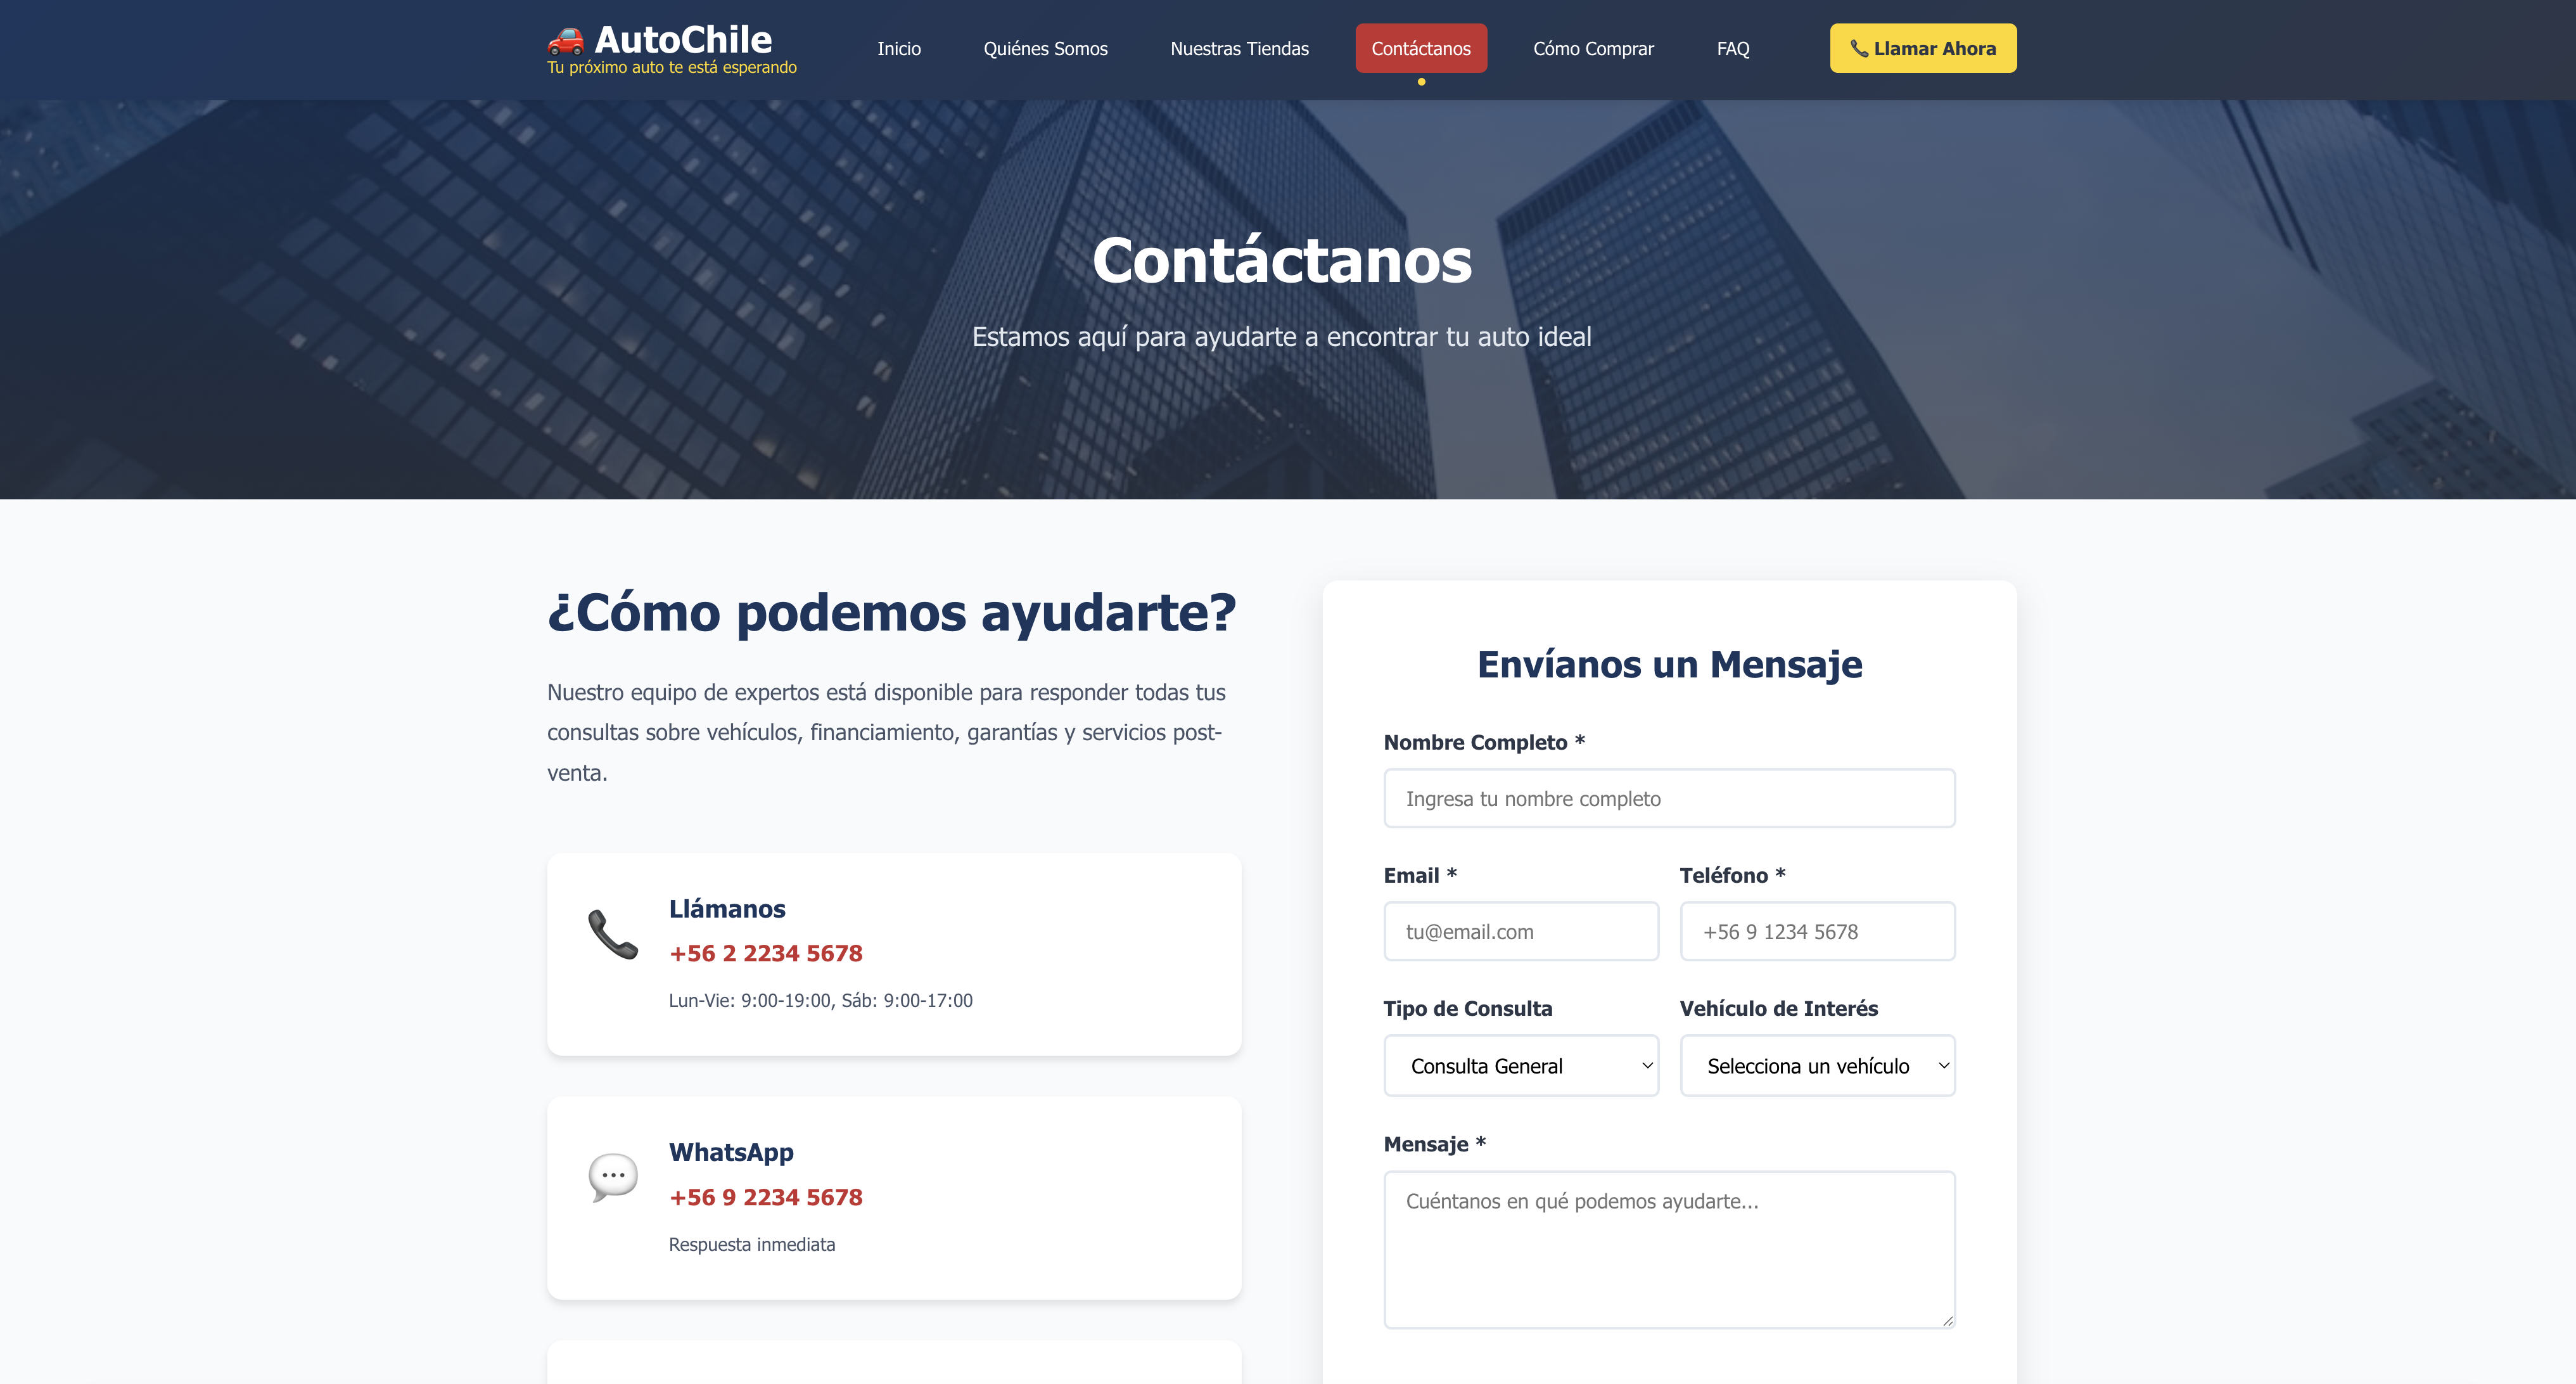 AutoChile
Tu próximo auto te está esperando
Inicio
Quiénes Somos
Nuestras Tiendas
Contáctanos
Cómo Comprar
FAQ
Llamar Ahora
Contáctanos
Estamos aquí para ayudarte a encontrar tu auto ideal
¿Cómo podemos ayudarte?
Nuestro equipo de expertos está disponible para responder todas tus
consultas sobre vehículos, financiamiento, garantías y servicios post-
venta.
Llámanos
+56 2 2234 5678
Lun-Vie: 9:00-19:00, Sáb: 9:00-17:00
WhatsApp
+56 9 2234 5678
Respuesta inmediata
Envíanos un Mensaje
Nombre Completo *
Ingresa tu nombre completo
Email *
Teléfono *
tu@email.com
+56 9 1234 5678
Tipo de Consulta
Vehículo de Interés
Consulta General
Selecciona un vehículo
Mensaje *
Cuéntanos en qué podemos ayudarte...